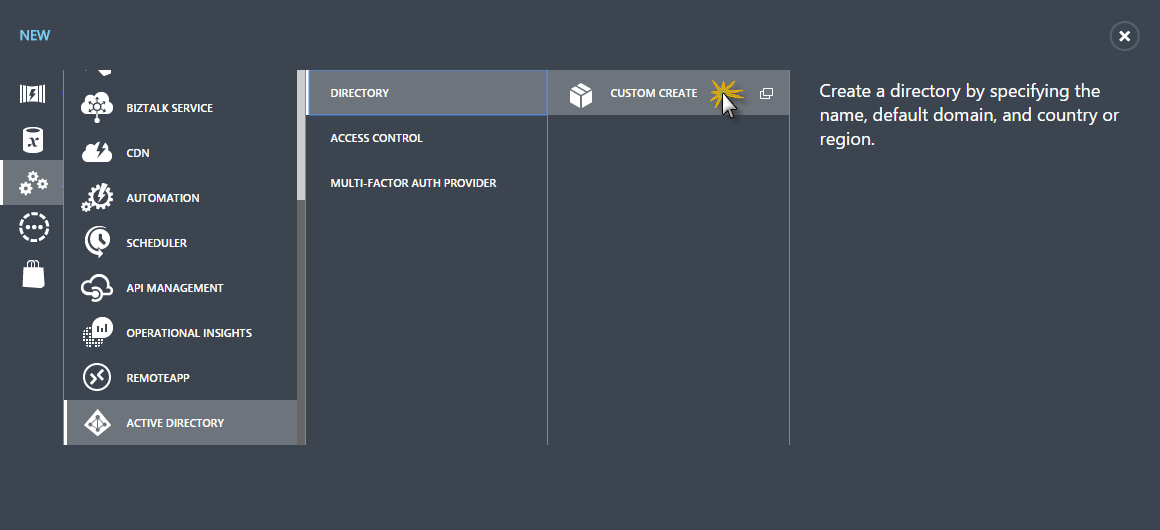 NEW
BIZTALK SERVICE
CDN
AUTOMATION
SCHEDULER
API MANAGEMENT
OPERATIONAL INSIGHTS
REMOTEAPP
ACTIVE DIRECTORY
DIRECTORY
ACCESS CONTROL
MULTI-FACTOR AUTH PROVIDER
CUSTOM CREATE
Create a directory by specifying the
name, default domain, and country or
region.